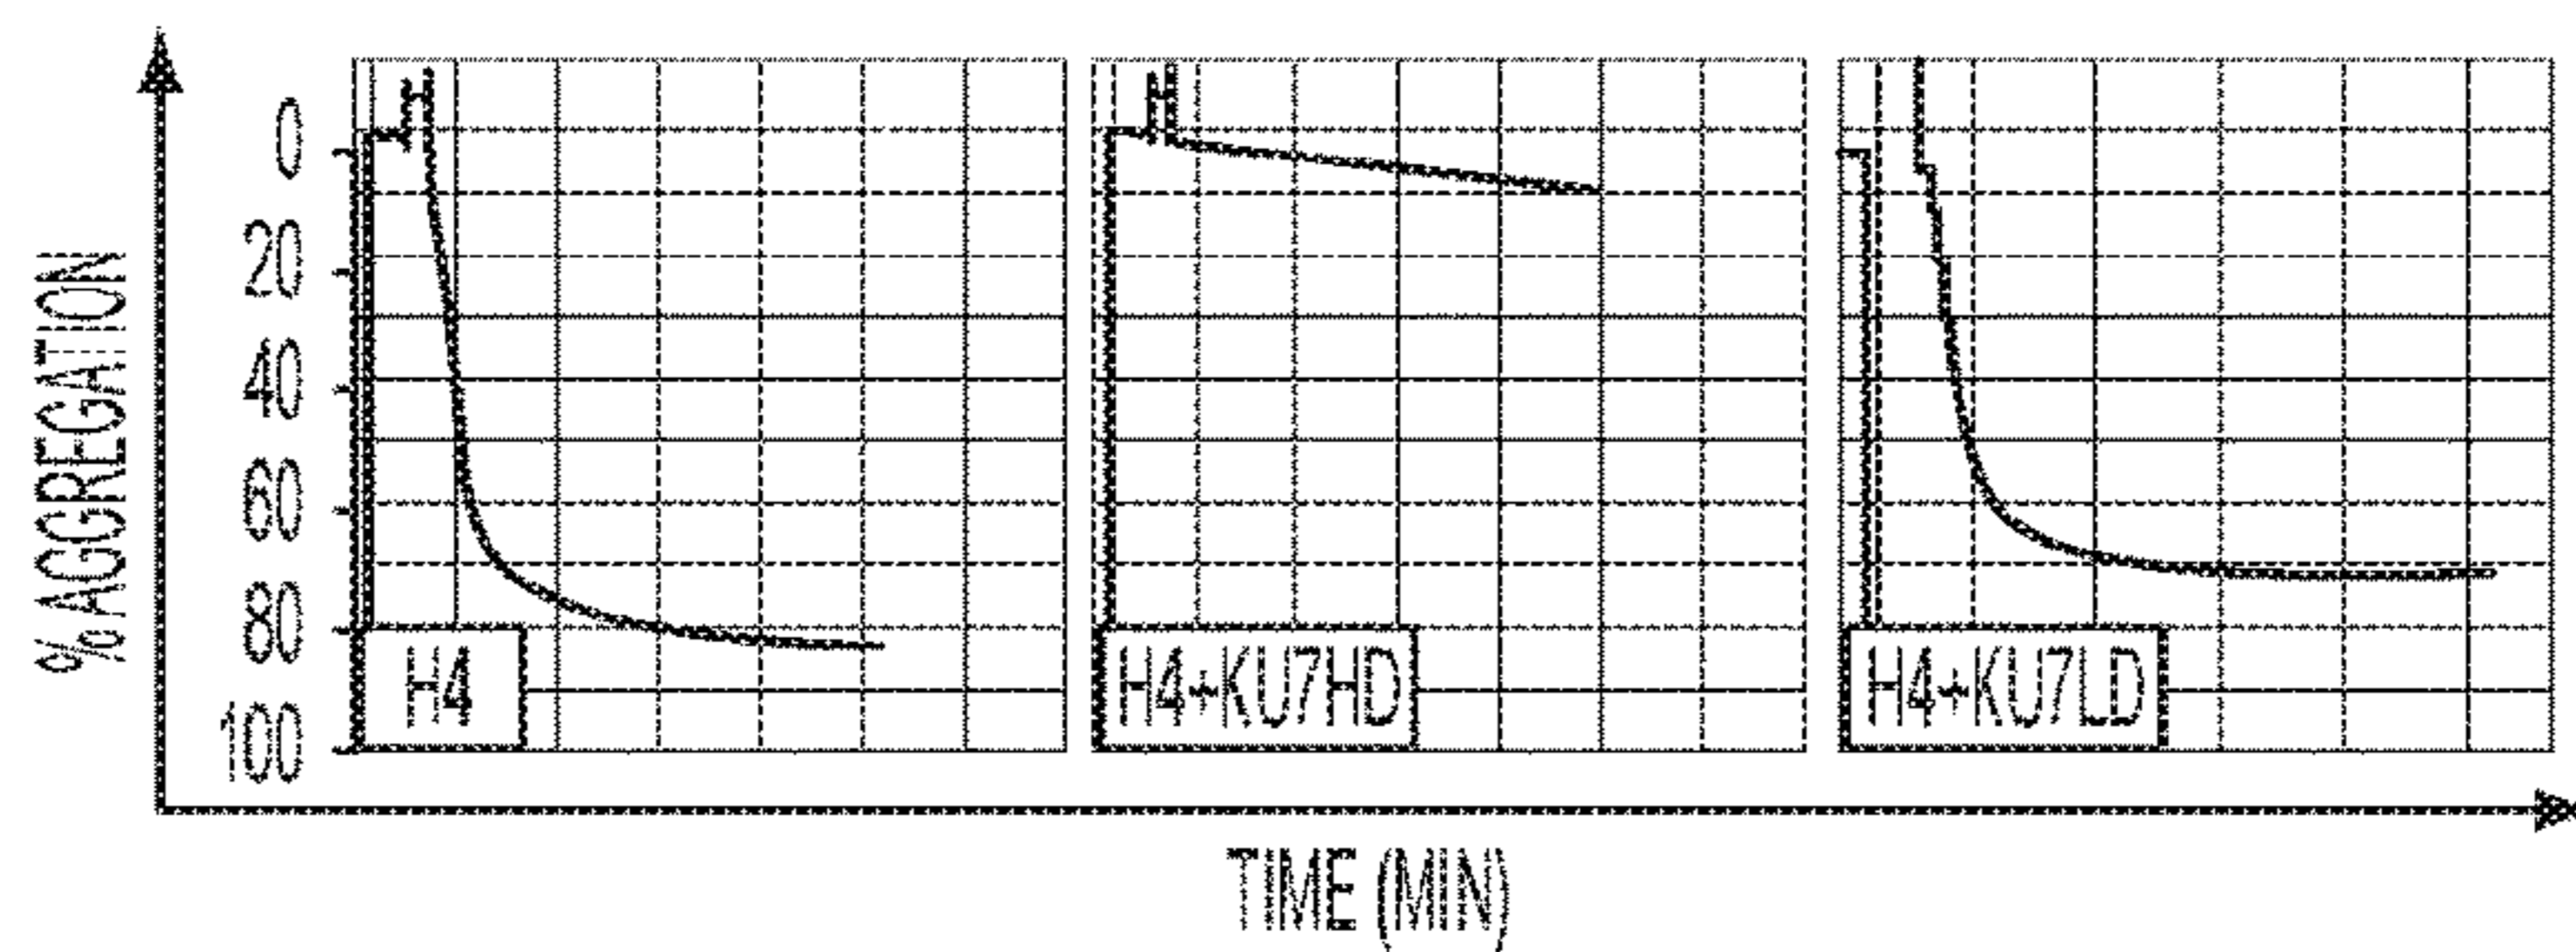 % AGGREGATION
0
20
40
60
80
100
H4
H4+KU7HD
H4+KU7LD
TIME (MIN)